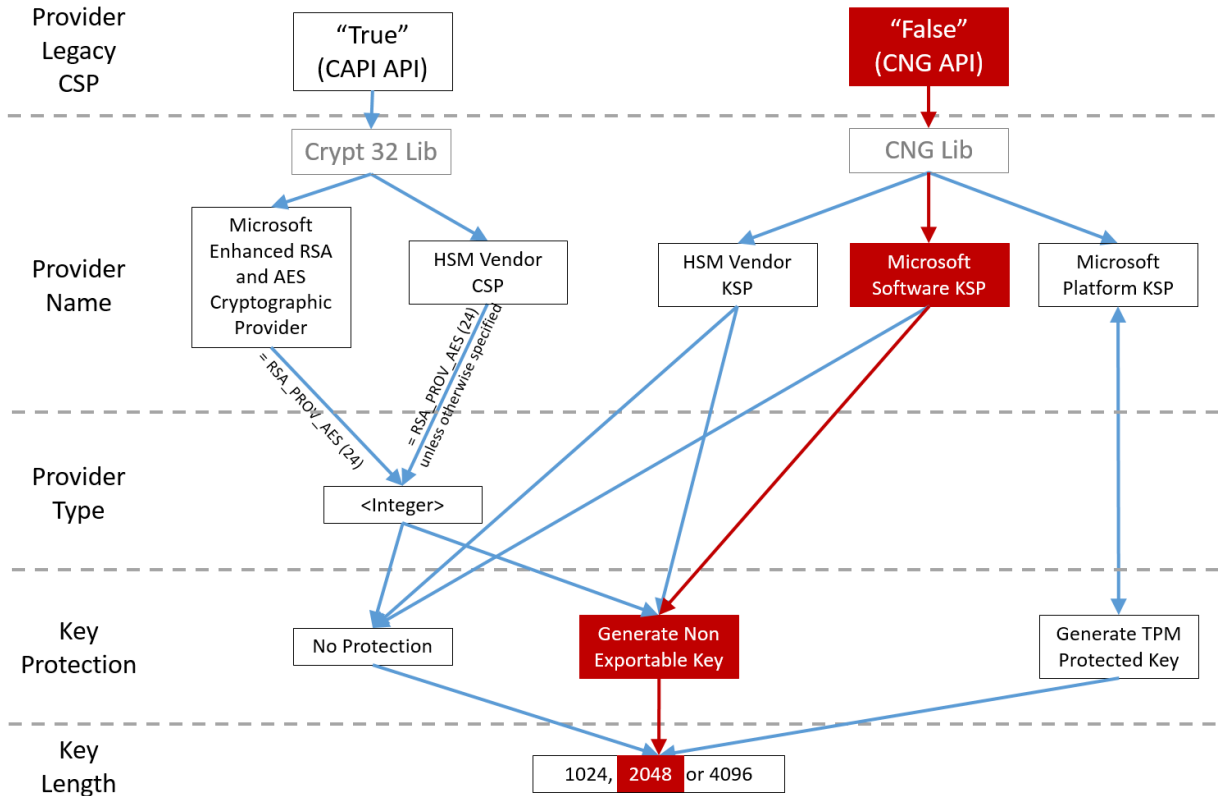 Provider
Legacy
CSP
“True”
(CAPI API)
“False”
(CNG API)
Crypt 32 Lib
CNG Lib
Provider
Name
Microsoft
Enhanced RSA
and AES
Cryptographic
Provider
HSM Vendor
CSP
HSM Vendor
KSP
Microsoft
Software KSP
Microsoft
Platform KSP
= RSA_PROV_AES (24)
= RSA_PROV_AES (24)
unless otherwise specified
Provider
Type
<Integer>
Key
Protection
No Protection
Generate Non
Exportable Key
Generate TPM
Protected Key
Key
Length
1024, 2048 or 4096